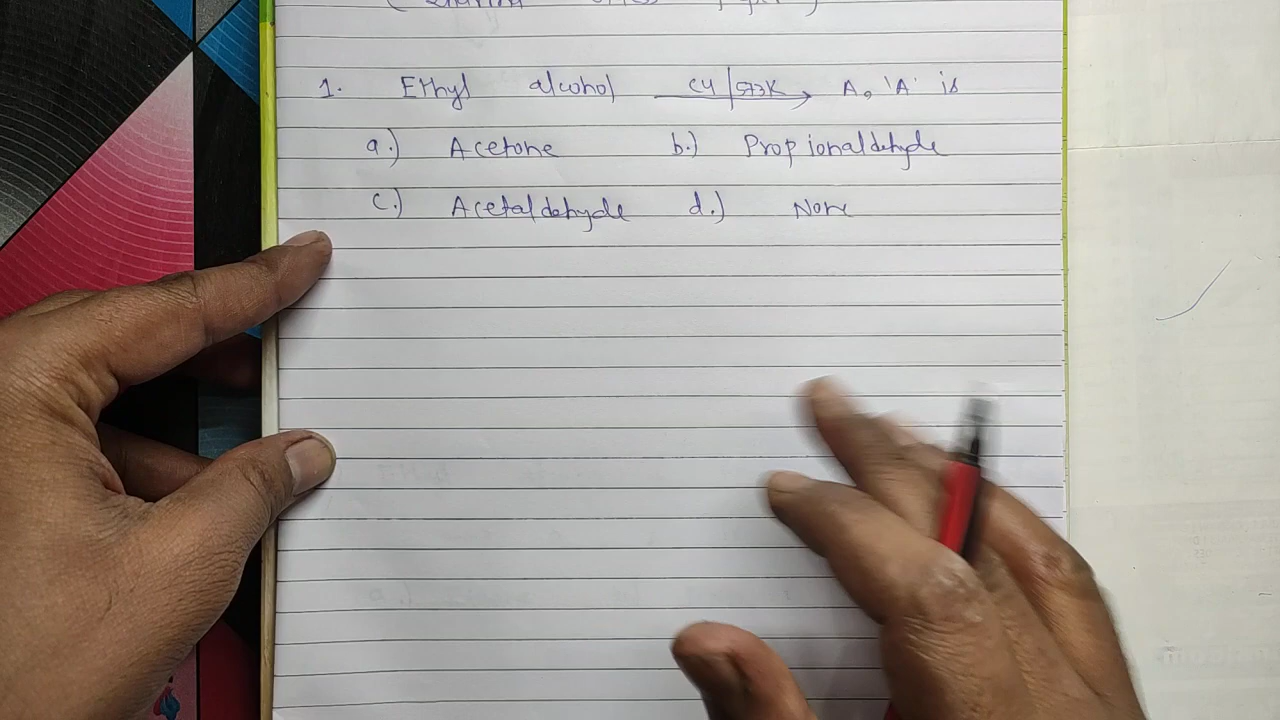 1. Ethyl alcohol Cu/573K A, 'A' is
a.) Acetone b.) Propionaldehyde
c.) Acetaldehyde d.) None